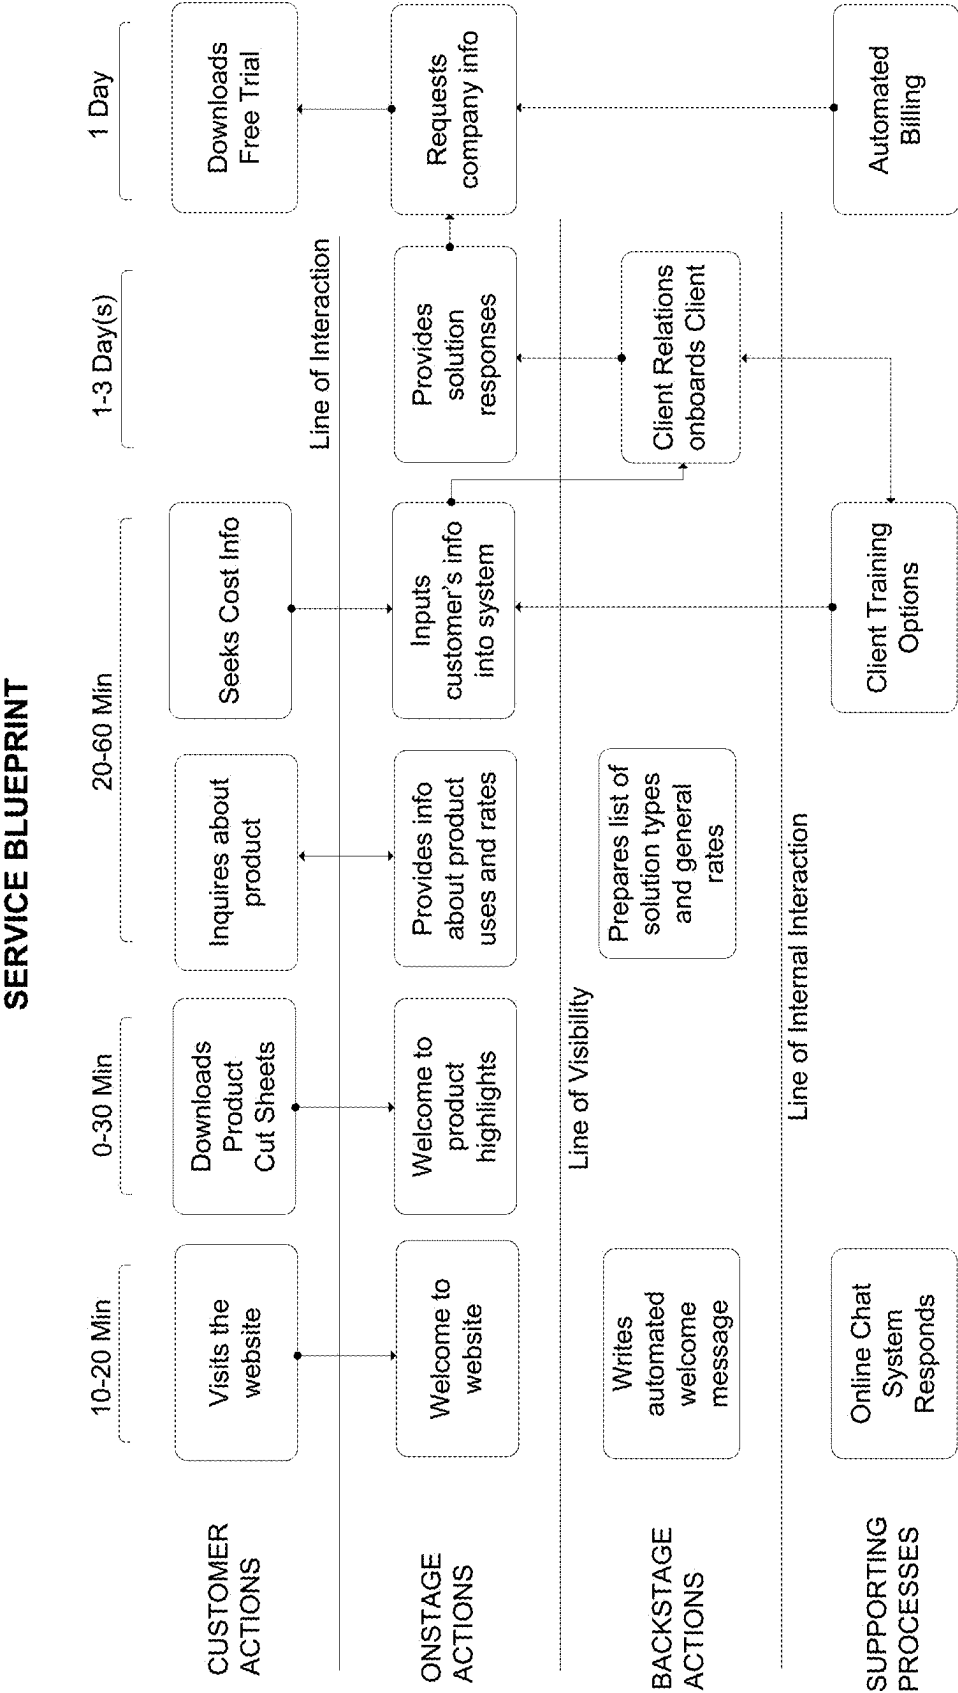 SERVICE BLUEPRINT
10-20 Min
0-30 Min
20-60 Min
1-3 Day(s)
1 Day
CUSTOMER
ACTIONS
Visits the
website
Downloads
Product
Cut Sheets
Inquires about
product
Seeks Cost Info
Downloads
Free Trial
Line of Interaction
ONSTAGE
ACTIONS
Welcome to
website
Welcome to
product
highlights
Provides info
about product
uses and rates
Inputs
customer's info
into system
Provides
solution
responses
Requests
company info
Line of Visibility
BACKSTAGE
ACTIONS
Writes
automated
welcome
message
Prepares list of
solution types
and general
rates
Client Relations
onboards Client
Line of Internal Interaction
SUPPORTING
PROCESSES
Online Chat
System
Responds
Client Training
Options
Automated
Billing